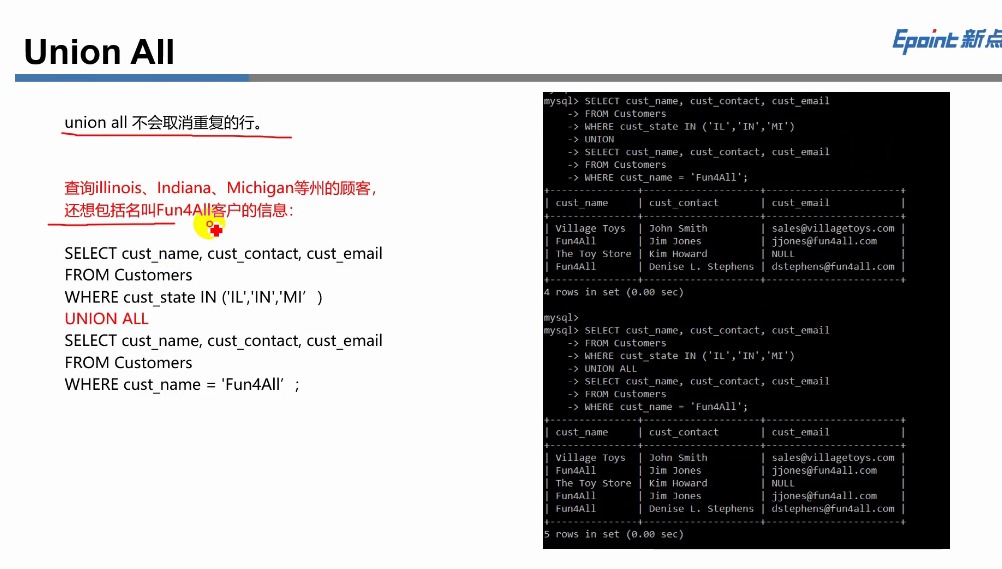 Union All
Epoint 新点
union all 不会取消重复的行。
查询illinois、Indiana、Michigan等州的顾客，
还想包括名叫Fun4All客户的信息：
SELECT cust_name, cust_contact, cust_email
FROM Customers
WHERE cust_state IN ('IL','IN','MI’)
UNION ALL
SELECT cust_name, cust_contact, cust_email
FROM Customers
WHERE cust_name = 'Fun4All’;
mysql> SELECT cust_name, cust_contact, cust_email
-> FROM Customers
-> WHERE cust_state IN ('IL','IN','MI')
-> UNION
-> SELECT cust_name, cust_contact, cust_email
-> FROM Customers
-> WHERE cust_name = 'Fun4All';
+--------------+--------------------+-----------------------+
| cust_name | cust_contact | cust_email |
+--------------+--------------------+-----------------------+
| Village Toys | John Smith | sales@villagetoys.com |
| Fun4All | Jim Jones | jjones@fun4all.com |
| The Toy Store | Kim Howard | NULL |
| Fun4All | Denise L. Stephens | dstephens@fun4all.com |
+--------------+--------------------+-----------------------+
4 rows in set (0.00 sec)
mysql>
mysql> SELECT cust_name, cust_contact, cust_email
-> FROM Customers
-> WHERE cust_state IN ('IL','IN','MI')
-> UNION ALL
-> SELECT cust_name, cust_contact, cust_email
-> FROM Customers
-> WHERE cust_name = 'Fun4All';
+--------------+--------------------+-----------------------+
| cust_name | cust_contact | cust_email |
+--------------+--------------------+-----------------------+
| Village Toys | John Smith | sales@villagetoys.com |
| Fun4All | Jim Jones | jjones@fun4all.com |
| The Toy Store | Kim Howard | NULL |
| Fun4All | Jim Jones | jjones@fun4all.com |
| Fun4All | Denise L. Stephens | dstephens@fun4all.com |
+--------------+--------------------+-----------------------+
5 rows in set (0.00 sec)